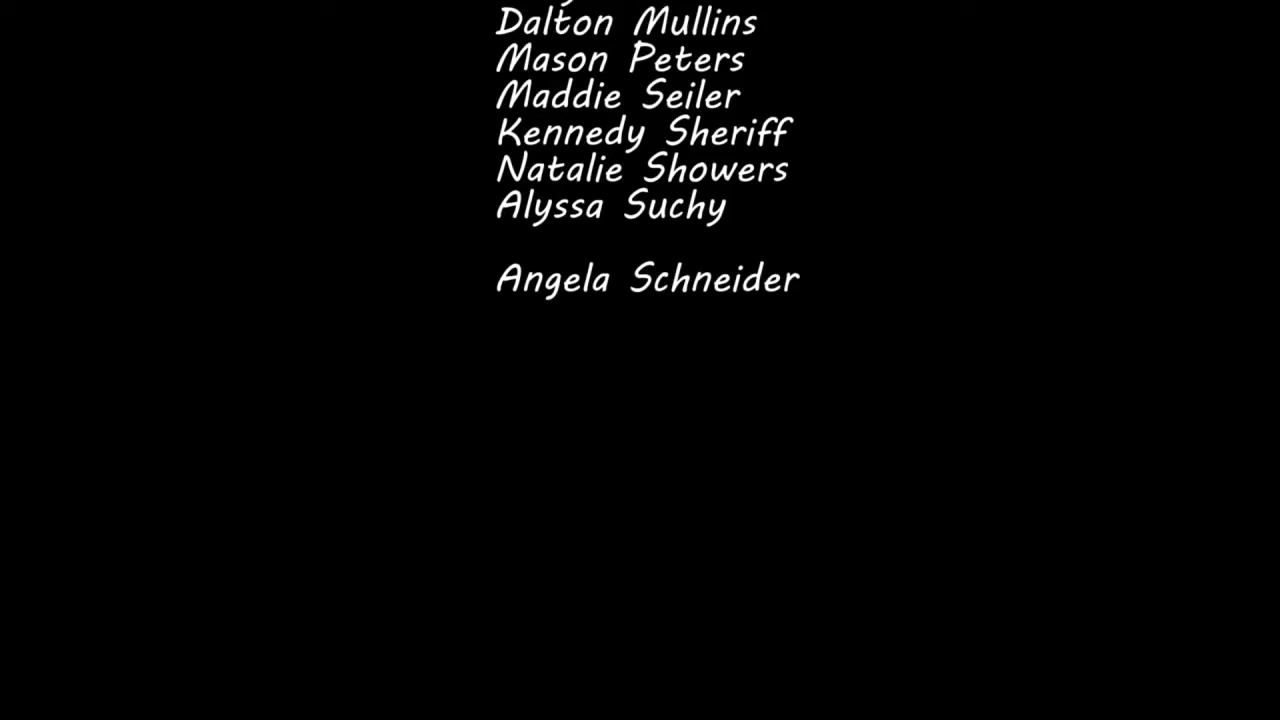 Dalton Mullins
Mason Peters
Maddie Seiler
Kennedy Sheriff
Natalie Showers
Alyssa Suchy
Angela Schneider